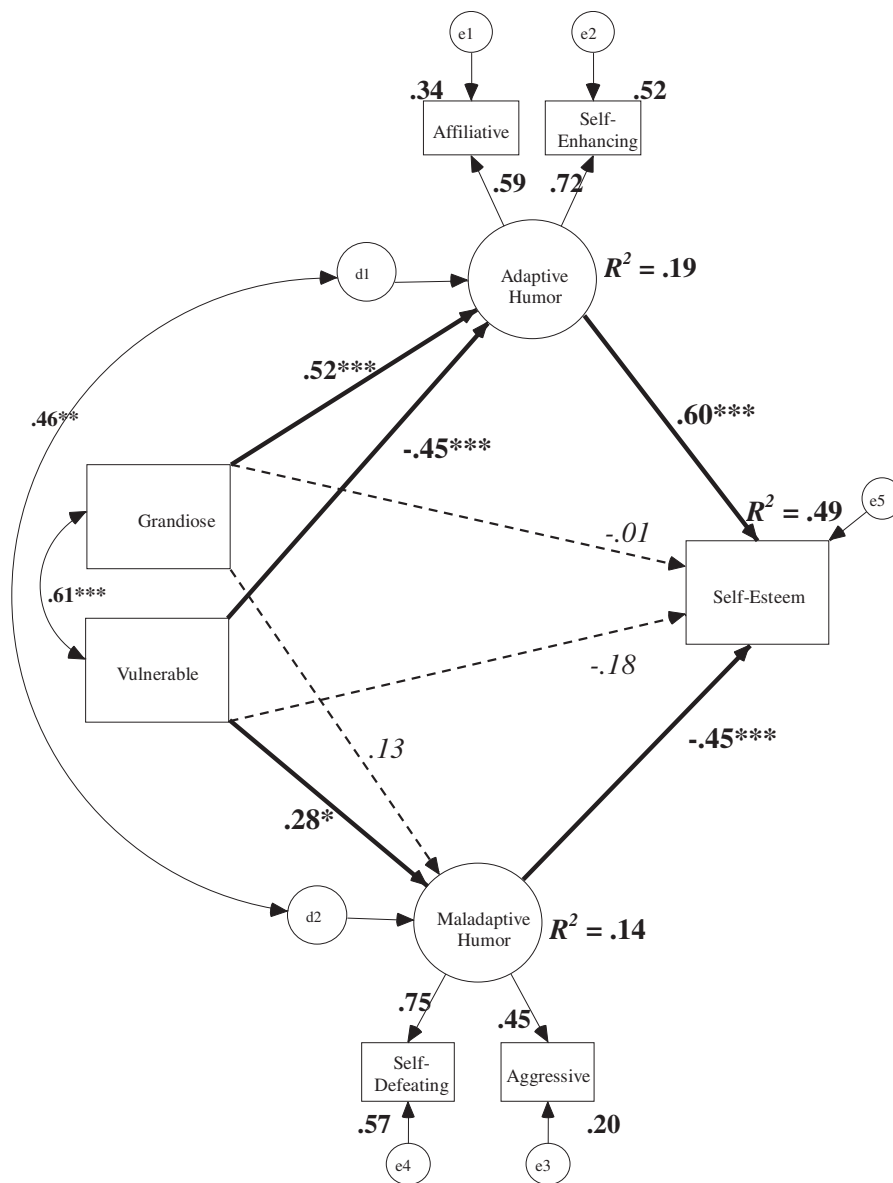 e1
e2
.34
.52
Affiliative
Self-
Enhancing
.59
.72
d1
Adaptive
Humor
R² = .19
.52***
.46**
-.45***
.60***
Grandiose
e5
R² = .49
-.01
.61***
Self-Esteem
Vulnerable
-.18
.13
-.45***
.28*
d2
Maladaptive
Humor
R² = .14
.75
.45
Self-
Defeating
Aggressive
.57
.20
e4
e3